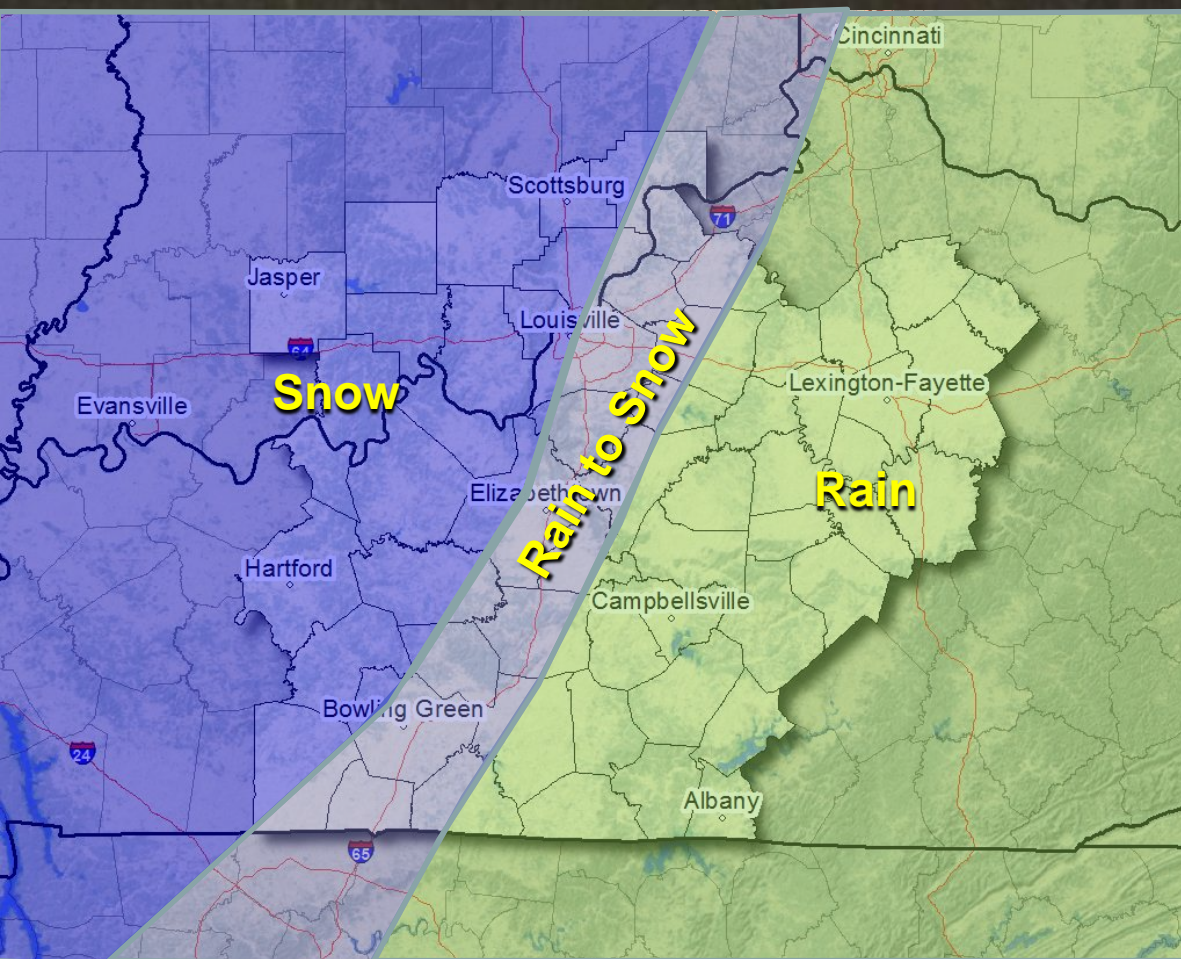 Cincinnati
Scottsburg
71
Jasper
Louisville
64
Snow
Rain to Snow
Lexington-Fayette
Evansville
Rain
Elizabethtown
Hartford
Campbellsville
Bowling Green
24
Albany
65